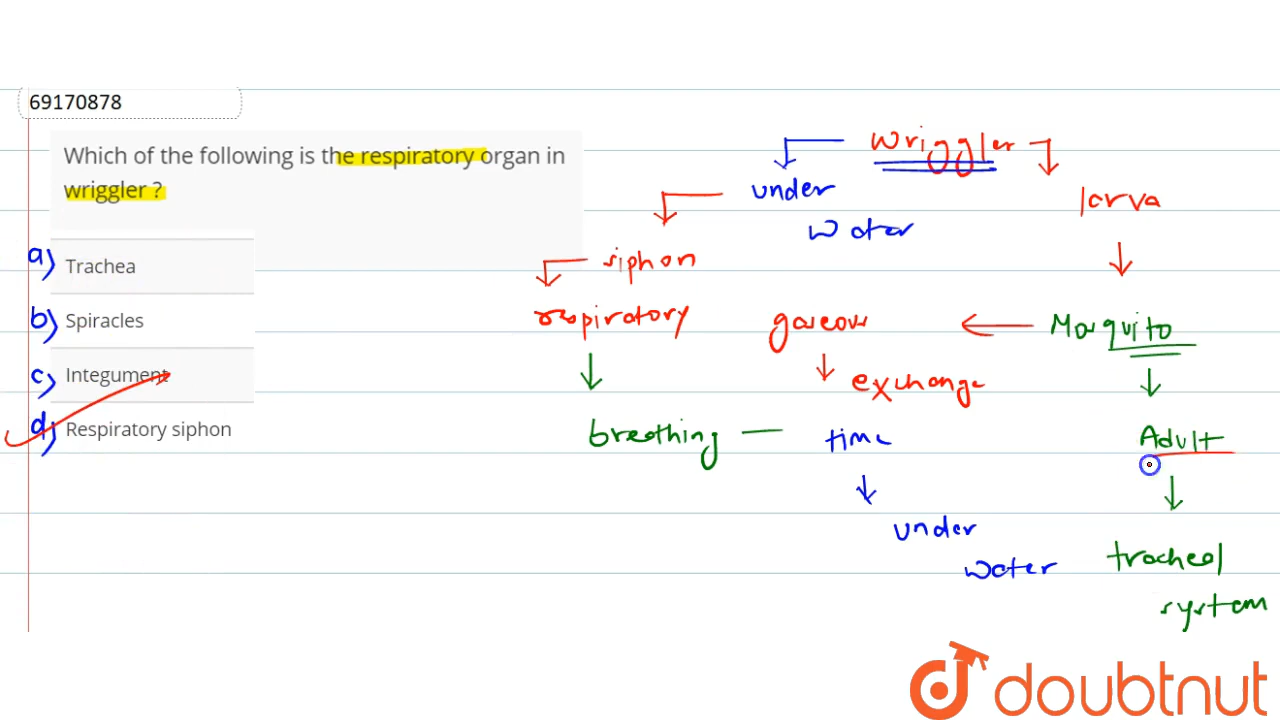 69170878
Which of the following is the respiratory organ in
wriggler ?
a) Trachea
b) Spiracles
c) Integument
d) Respiratory siphon
wriggler
under
water
larva
siphon
respiratory
gaseous
Mosquito
exchange
breathing
time
Adult
under
water
tracheal
system
doubtnut